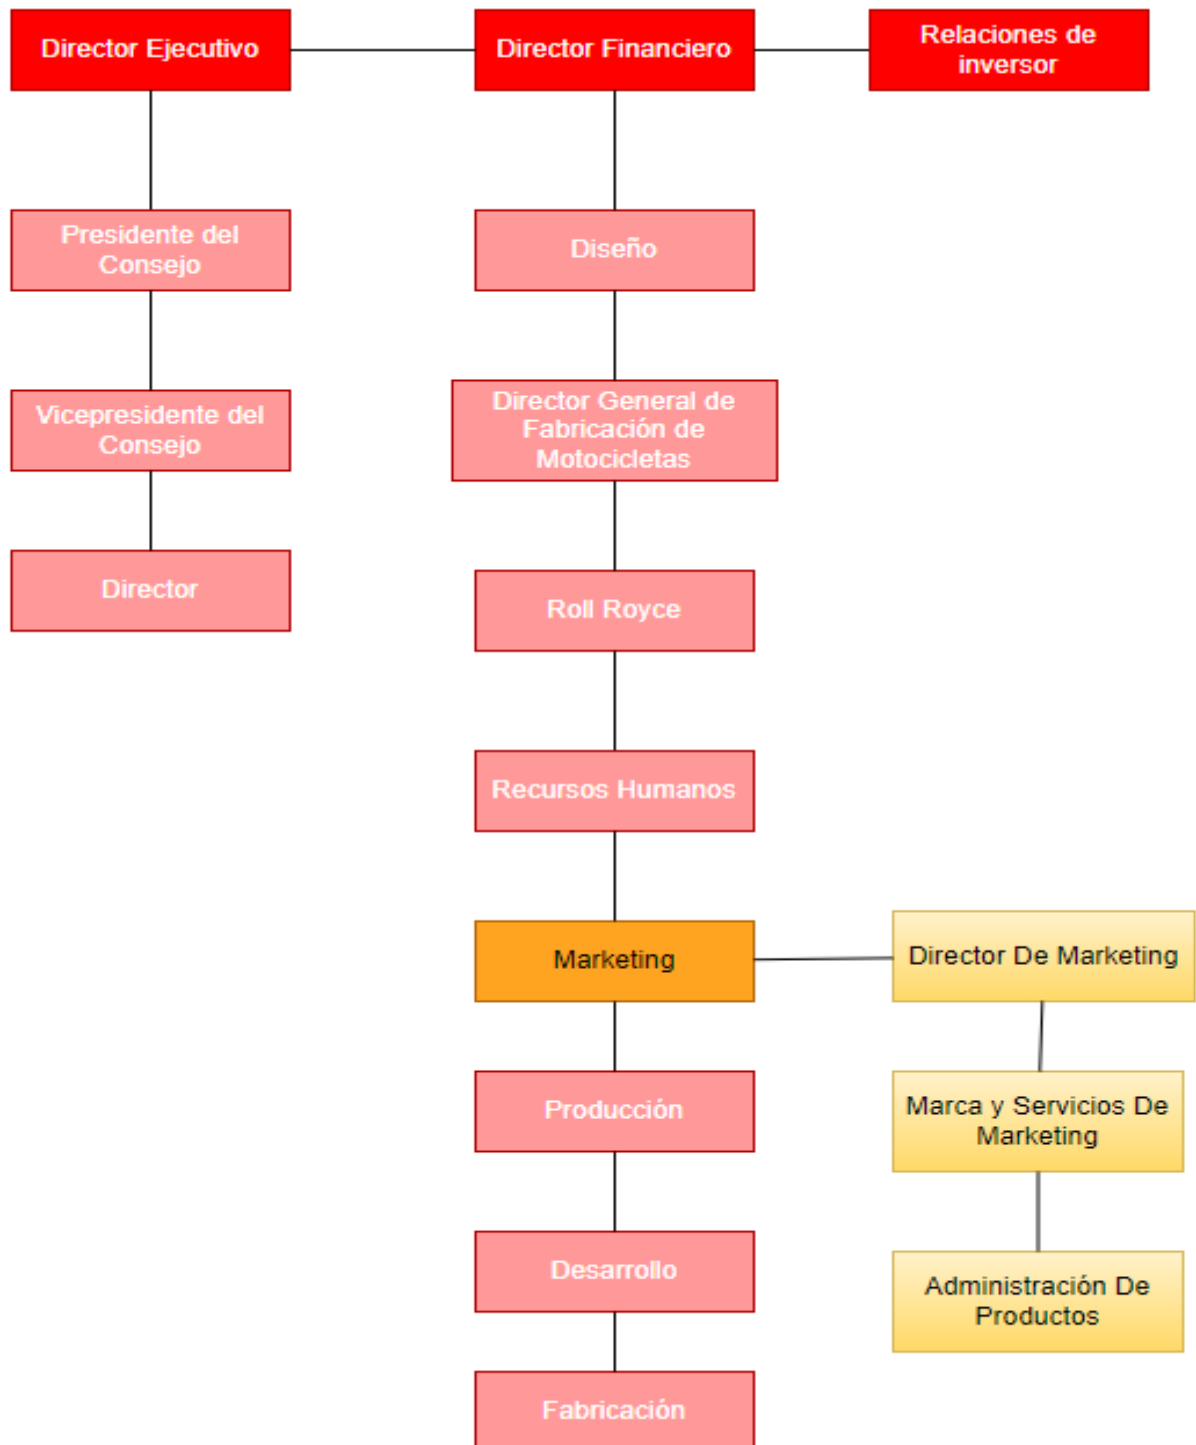 Director Ejecutivo
Director Financiero
Relaciones de
inversor
Presidente del
Consejo
Diseño
Vicepresidente del
Consejo
Director General de
Fabricación de
Motocicletas
Director
Roll Royce
Recursos Humanos
Marketing
Director De Marketing
Producción
Marca y Servicios De
Marketing
Desarrollo
Administración De
Productos
Fabricación